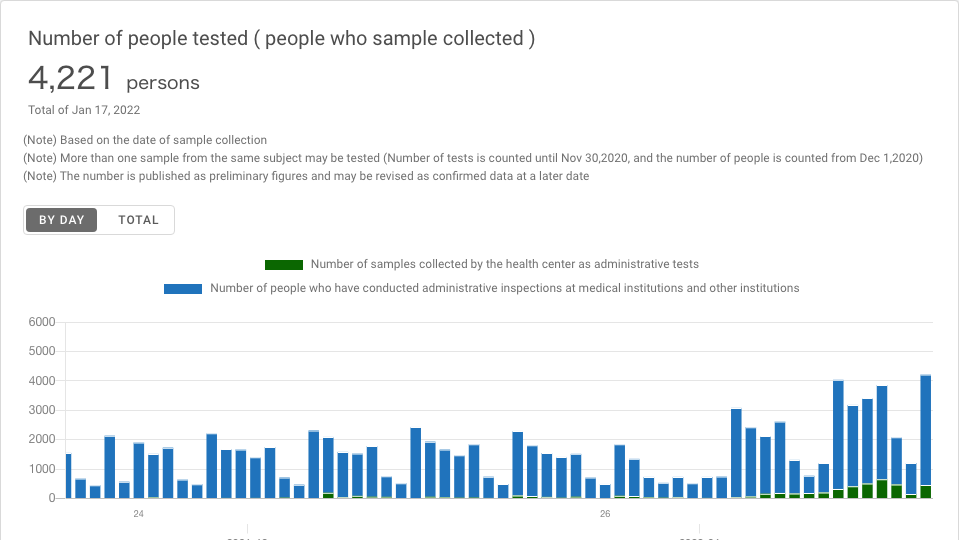 Number of people tested ( people who sample collected )
4,221 persons
Total of Jan 17, 2022
(Note) Based on the date of sample collection
(Note) More than one sample from the same subject may be tested (Number of tests is counted until Nov 30,2020, and the number of people is counted from Dec 1,2020)
(Note) The number is published as preliminary figures and may be revised as confirmed data at a later date
BY DAY TOTAL
Number of samples collected by the health center as administrative tests
Number of people who have conducted administrative inspections at medical institutions and other institutions
6000
5000
4000
3000
2000
1000
0
24 26